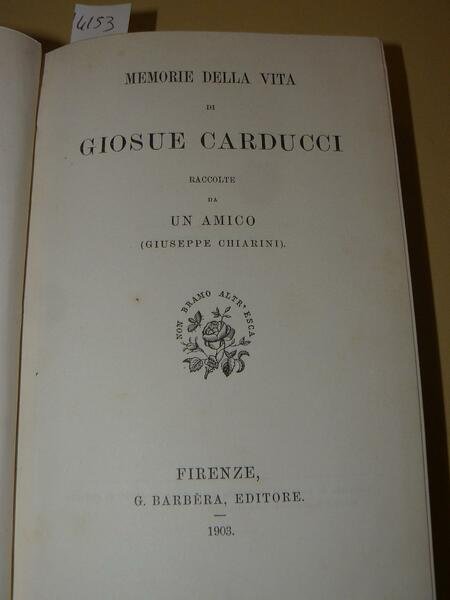 4153
MEMORIE DELLA VITA
DI
GIOSUE CARDUCCI
RACCOLTE
DA
UN AMICO
(GIUSEPPE CHIARINI).
NON BRAMO ALTR' ESCA
FIRENZE,
G. BARBÈRA, EDITORE.
1903.